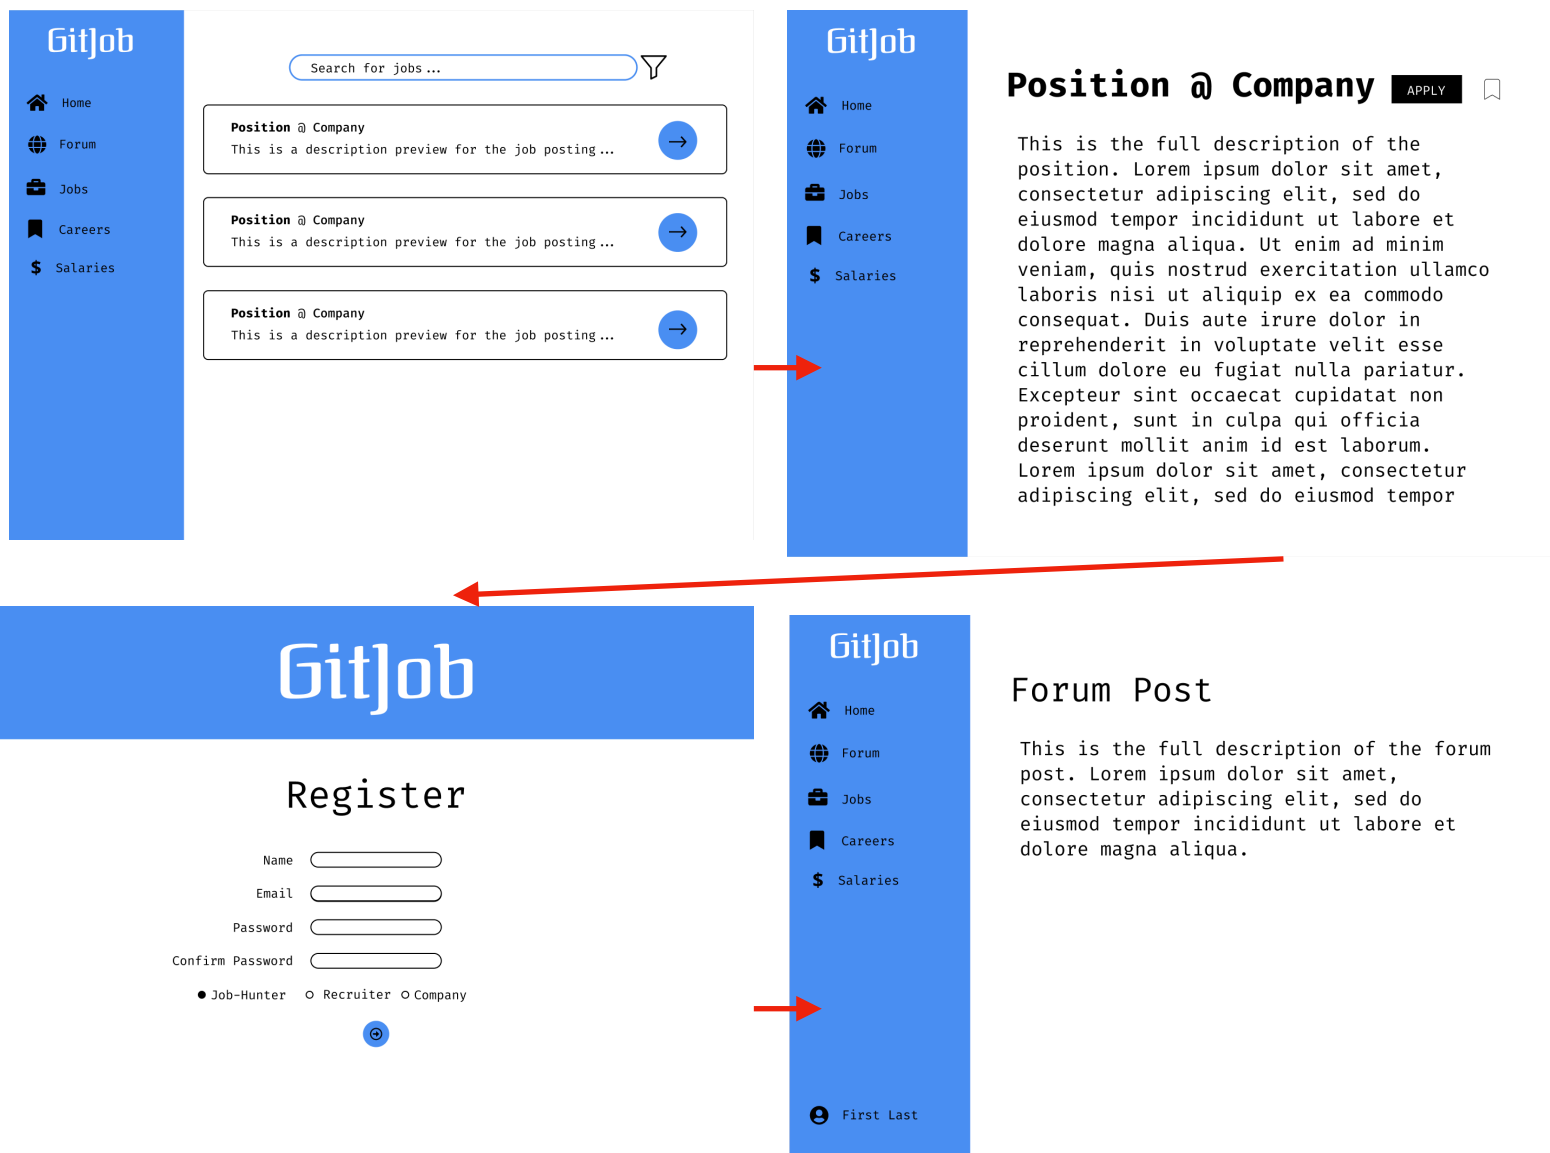 GitJob
Home
Forum
Jobs
Careers
$ Salaries
Search for jobs...
Position @ Company
This is a description preview for the job posting...
Position @ Company
This is a description preview for the job posting...
Position @ Company
This is a description preview for the job posting...
GitJob
Home
Forum
Jobs
Careers
$ Salaries
Position @ Company
APPLY
This is the full description of the
position. Lorem ipsum dolor sit amet,
consectetur adipiscing elit, sed do
eiusmod tempor incididunt ut labore et
dolore magna aliqua. Ut enim ad minim
veniam, quis nostrud exercitation ullamco
laboris nisi ut aliquip ex ea commodo
consequat. Duis aute irure dolor in
reprehenderit in voluptate velit esse
cillum dolore eu fugiat nulla pariatur.
Excepteur sint occaecat cupidatat non
proident, sunt in culpa qui officia
deserunt mollit anim id est laborum.
Lorem ipsum dolor sit amet, consectetur
adipiscing elit, sed do eiusmod tempor
GitJob
Register
Name
Email
Password
Confirm Password
Job-Hunter
Recruiter
Company
GitJob
Home
Forum
Jobs
Careers
$ Salaries
First Last
Forum Post
This is the full description of the forum
post. Lorem ipsum dolor sit amet,
consectetur adipiscing elit, sed do
eiusmod tempor incididunt ut labore et
dolore magna aliqua.